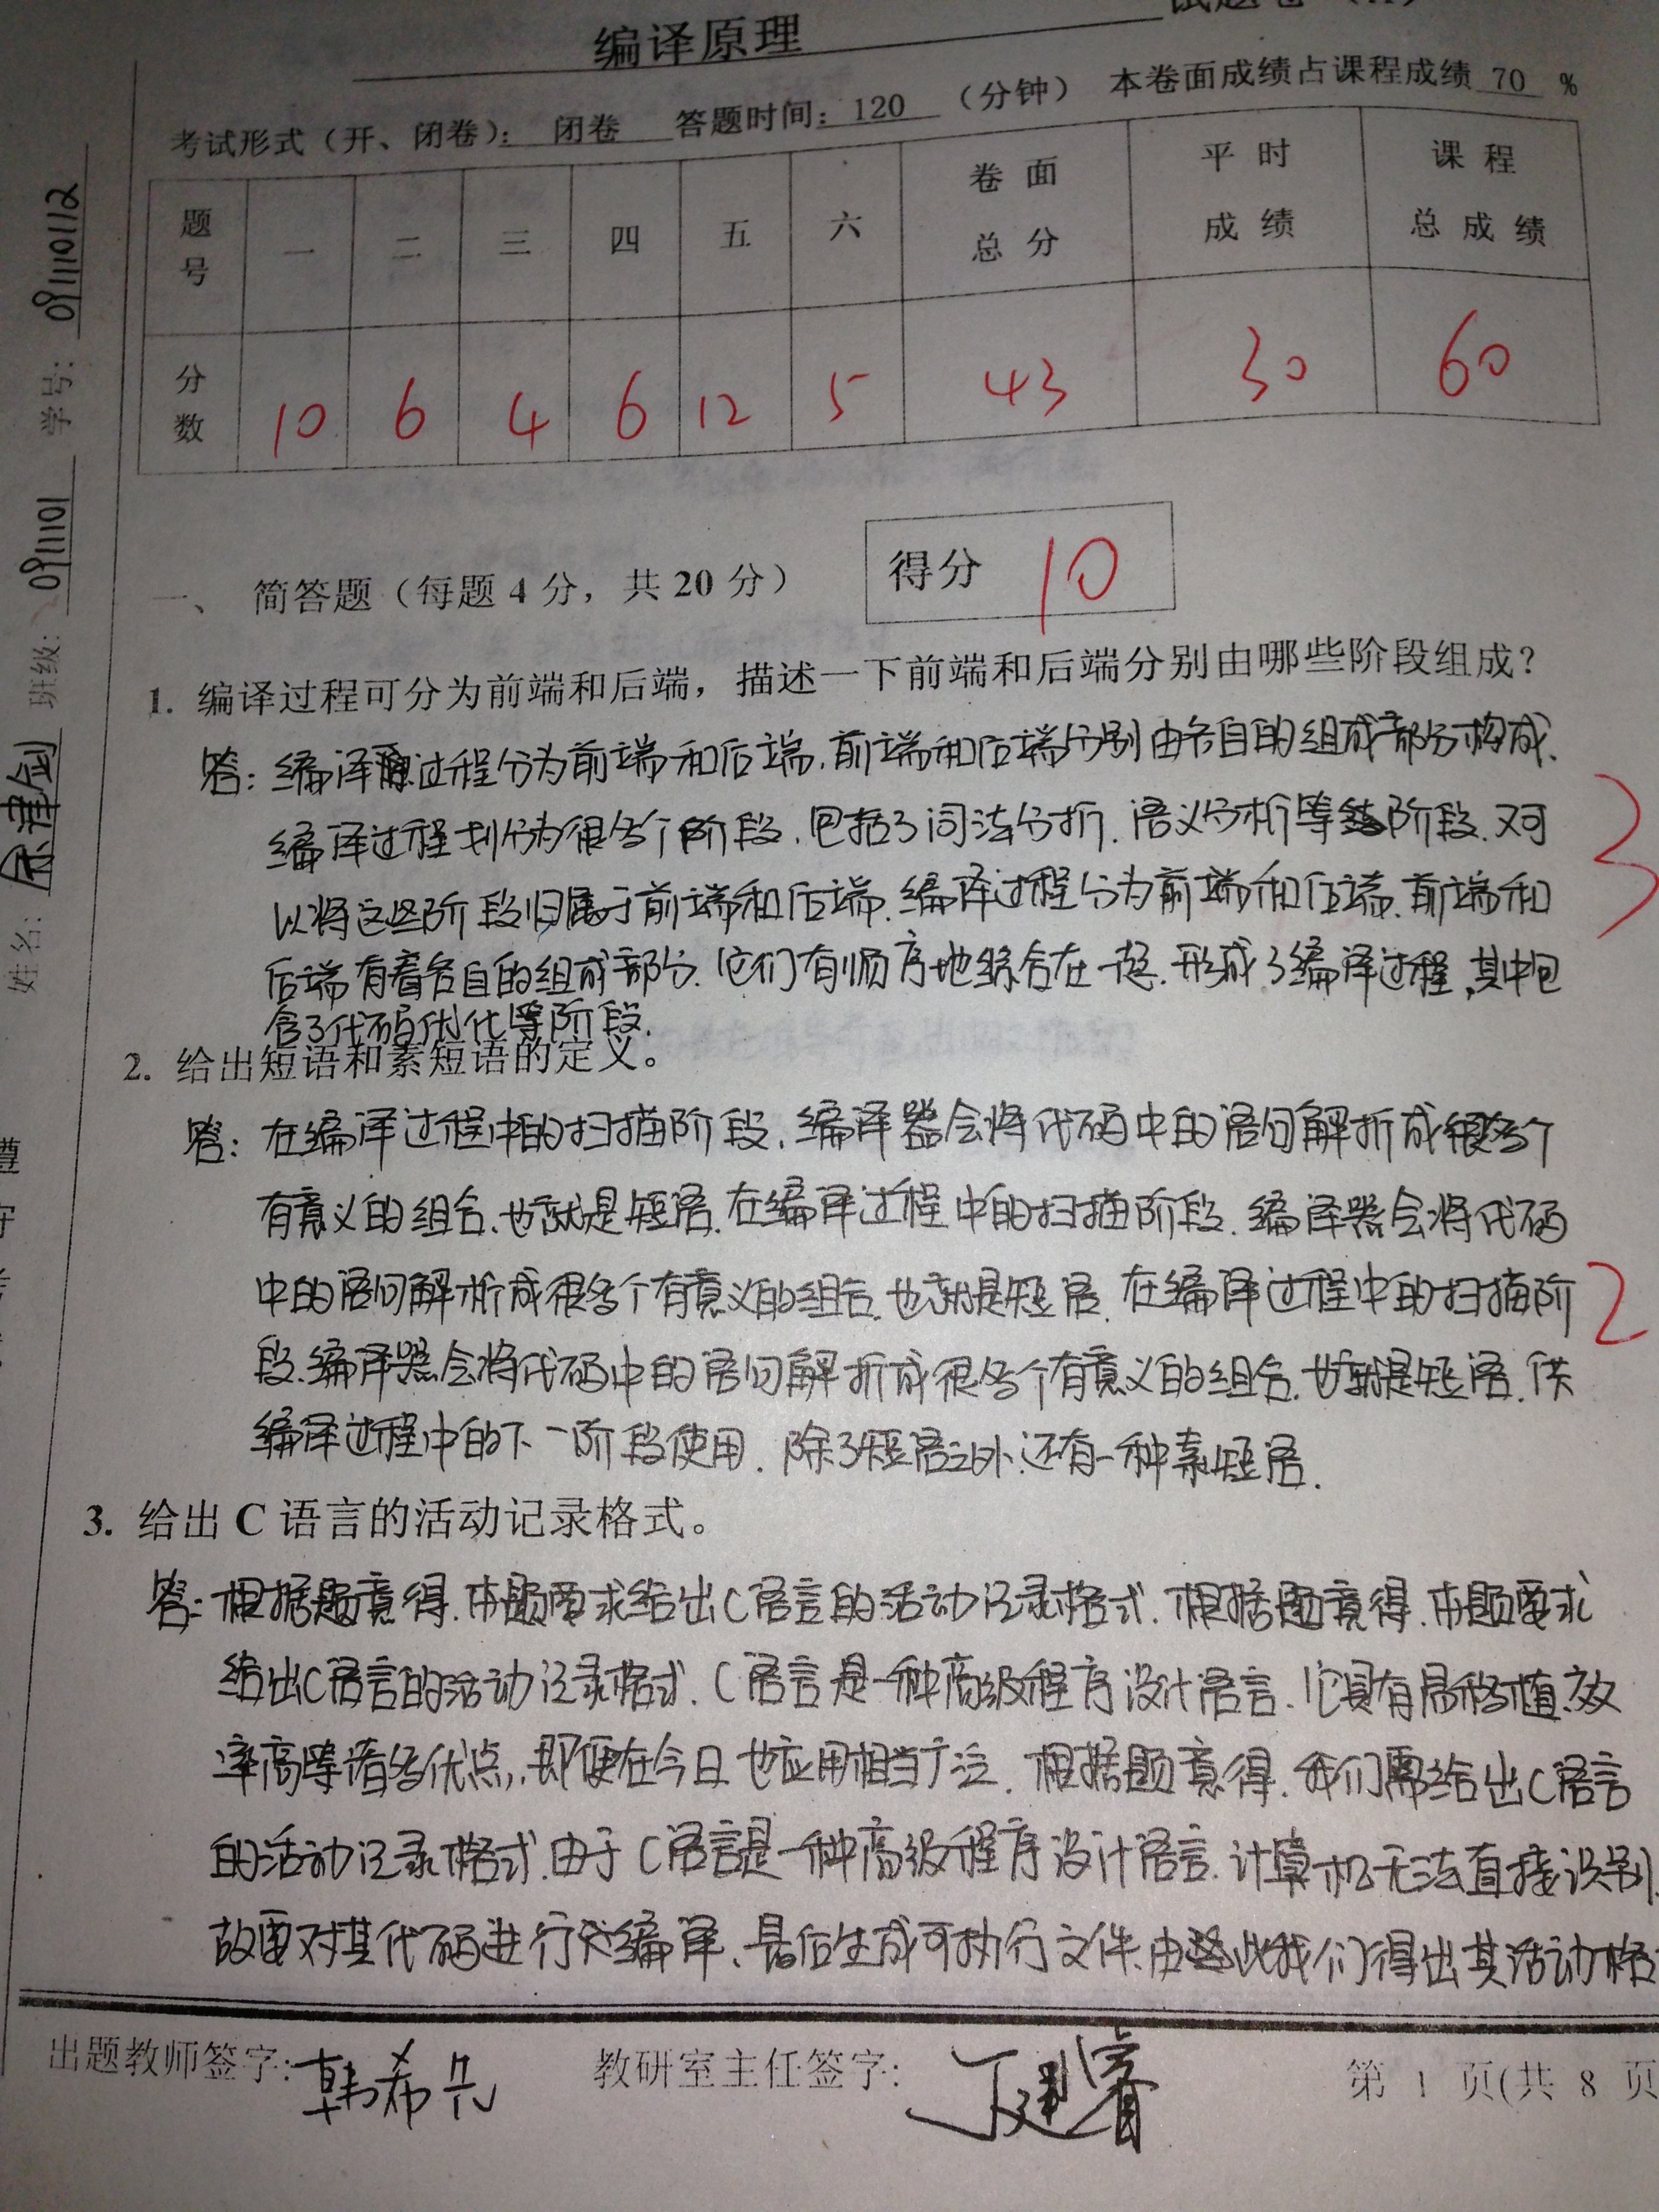 编译原理
考试形式（开、闭卷）：闭卷 答题时间：120（分钟） 本卷面成绩占课程成绩 70 %
题号 一 二 三 四 五 六 卷面总分 平时成绩 课程总成绩
分数 10 6 4 6 12 5 43 30 60
一、 简答题（每题 4 分，共 20 分） 得分 10
1. 编译过程可分为前端和后端，描述一下前端和后端分别由哪些阶段组成？
答：编译过程分为前端和后端，前端和后端分别由各自的组成部分构成、
编译过程划分为很多个阶段，包括了词法分析、语义分析等阶段，又可
以将这些阶段归属于前端和后端，编译过程分为前端和后端，前端和
后端有着各自的组成部分，它们有顺序地综合在一起，形成了编译过程，其中包
含了代码优化等阶段.
3
2. 给出短语和素短语的定义。
答：在编译过程中的扫描阶段，编译器会将代码中的语句解析成很多个
有意义的组合，也就是短语，在编译过程中的扫描阶段，编译器会将代码
中的语句解析成很多个有意义的组合，也就是短语，在编译过程中的扫描阶
段，编译器会将代码中的语句解析成很多个有意义的组合，也就是短语，供
编译过程中的下一阶段使用．除了短语之外，还有一种素短语．
2
3. 给出 C 语言的活动记录格式。
答：根据题意得，本题要求给出C语言的活动记录格式，根据题意得，本题要求
给出C语言的活动记录格式，C语言是一种高级程序设计语言，它具有易移植、效
率高等诸多优点，即便在今日也应用相当广泛．根据题意得，我们需给出C语言
的活动记录格式，由于C语言是一种高级程序设计语言，计算机无法直接识别，
故要对其代码进行编译，最后生成可执行文件，由此我们得出其活动格
出题教师签字： 教研室主任签字： 第 1 页(共 8 页
学号：0911101112
班级：0911101
姓名：
遵
守